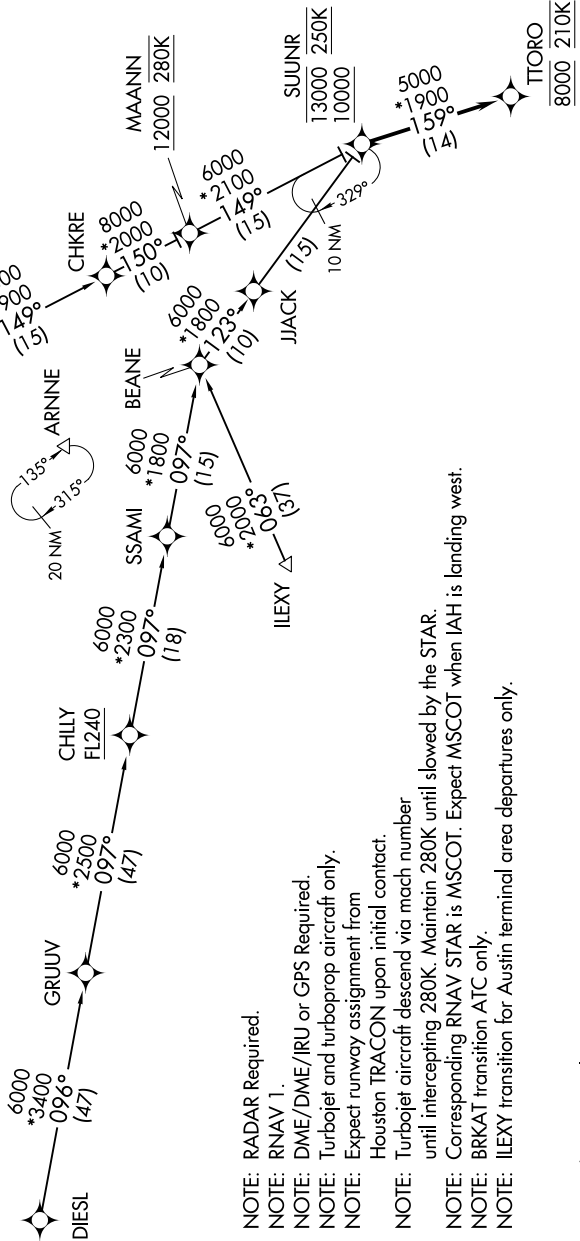 DIESL
6000
*3400
096°
(47)
GRUUV
6000
*2500
097°
(47)
CHLLY
FL240
6000
*2300
097°
(18)
SSAMI
6000
*1800
097°
(15)
BEANE
6000
*1800
123°
(10)
JJACK
(15)
ILEXY
6000
*2000
063°
(37)
20 NM
135°
315°
ARNNE
149°
(15)
CHKRE
8000
*2000
150°
(10)
MAANN
12000 280K
6000
*2100
149°
(15)
SUUNR
13000 250K
10000
10 NM
329°
5000
*1900
159°
(14)
TTORO
8000 210K
NOTE: RADAR Required.
NOTE: RNAV 1.
NOTE: DME/DME/IRU or GPS Required.
NOTE: Turbojet and turboprop aircraft only.
NOTE: Expect runway assignment from
Houston TRACON upon initial contact.
NOTE: Turbojet aircraft descend via mach number
until intercepting 280K. Maintain 280K until slowed by the STAR.
NOTE: Corresponding RNAV STAR is MSCOT. Expect MSCOT when IAH is landing west.
NOTE: BRKAT transition ATC only.
NOTE: ILEXY transition for Austin terminal area departures only.